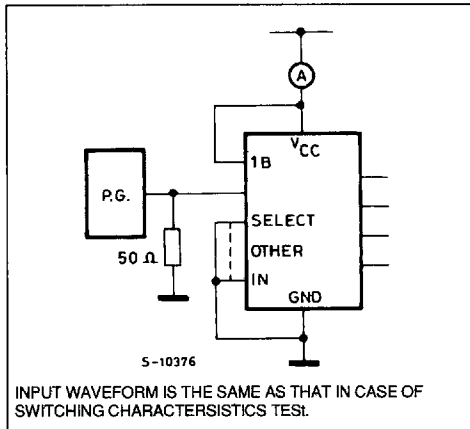 A
VCC
1B
P.G.
SELECT
50 Ω
OTHER
IN
GND
S-10376
INPUT WAVEFORM IS THE SAME AS THAT IN CASE OF
SWITCHING CHARACTERSISTICS TESt.